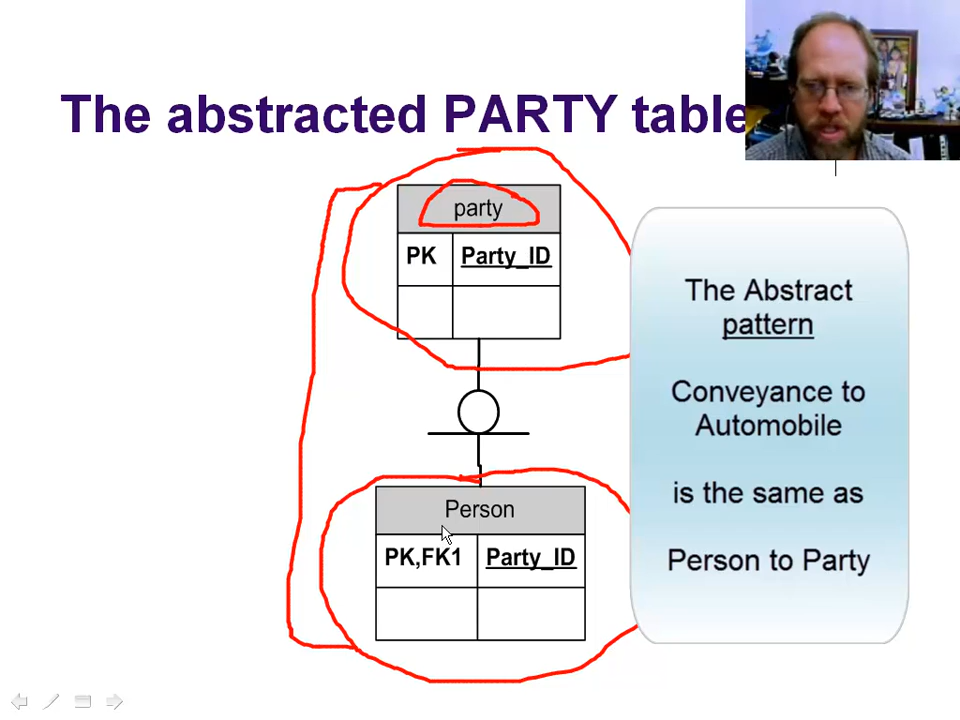 The abstracted PARTY table
party
PK Party_ID
Person
PK,FK1 Party_ID
The Abstract
pattern
Conveyance to
Automobile
is the same as
Person to Party